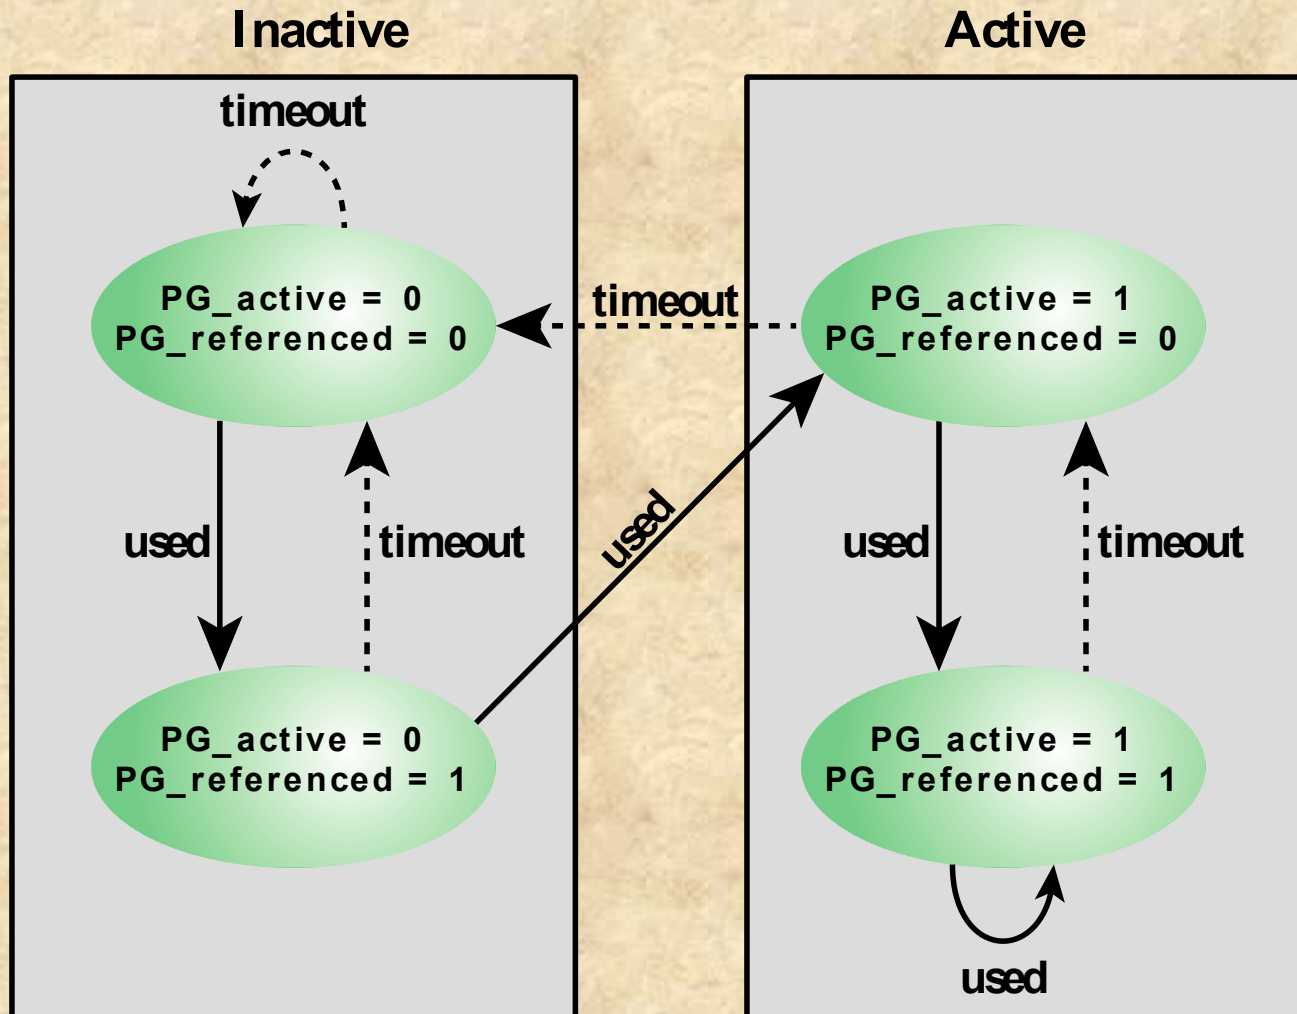 Inactive
Active
timeout
PG_active = 0
PG_referenced = 0
timeout
PG_active = 1
PG_referenced = 0
used
timeout
used
used
timeout
PG_active = 0
PG_referenced = 1
PG_active = 1
PG_referenced = 1
used